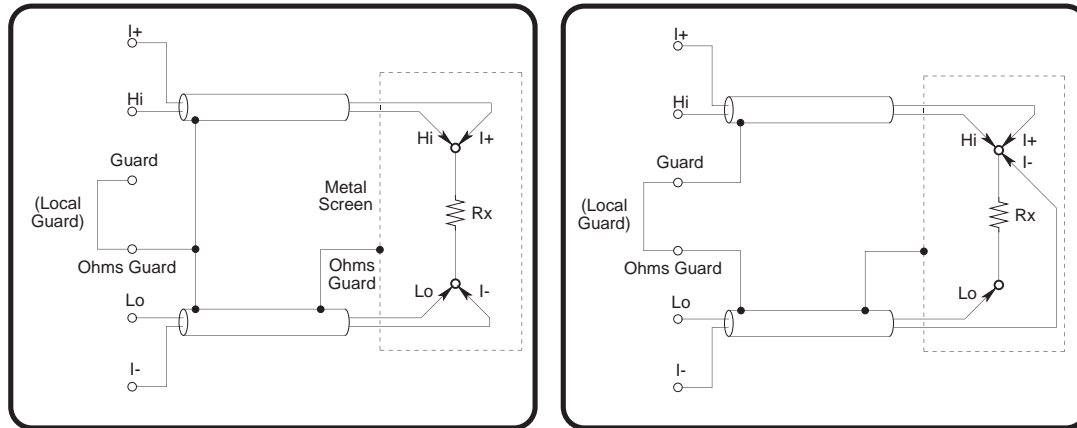 I+
Hi
Hi
I+
Guard
(Local
Guard)
Metal
Screen
Rx
Ohms Guard
Ohms
Guard
Lo
Lo
I-
I-
I+
Hi
Hi
I+
I-
Guard
(Local
Guard)
Rx
Ohms Guard
Lo
Lo
I-